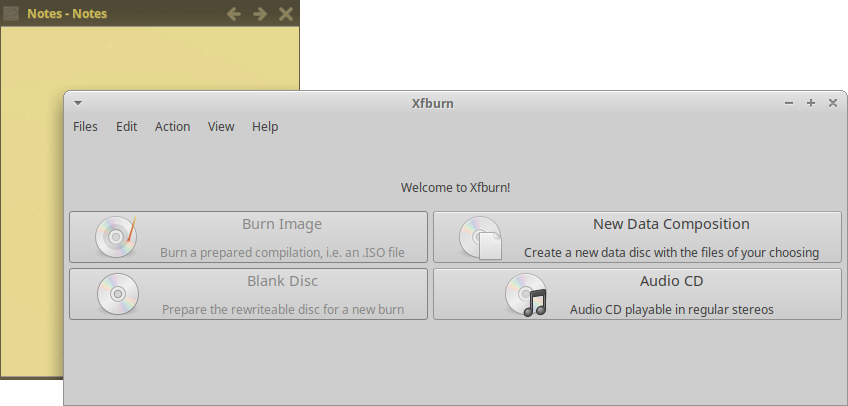 Notes - Notes
Xfburn
Files Edit Action View Help
Welcome to Xfburn!
Burn Image
Burn a prepared compilation, i.e. an .ISO file
New Data Composition
Create a new data disc with the files of your choosing
Blank Disc
Prepare the rewriteable disc for a new burn
Audio CD
Audio CD playable in regular stereos